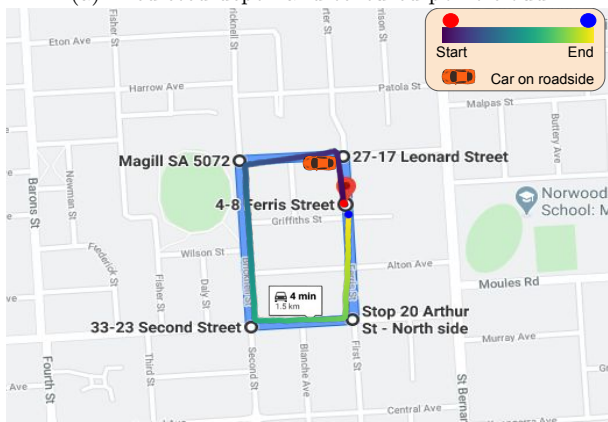 Start
End
Car on roadside
Fisher St
Eton Ave
Harrow Ave
Patola St
Malpas St
Buttery Ave
Magill SA 5072
27-17 Leonard Street
Barons St
Newman St
4-8 Ferris Street
Griffiths St
Norwood
School: M
Frederick St
Wilson St
Fisher St
Daly St
Alton Ave
Moules Rd
4 min
1.5 km
33-23 Second Street
Stop 20 Arthur
St - North side
Murray Ave
Fourth St
Third St
Second St
Blanche Ave
First St
St Bernar
Ave
Central Ave